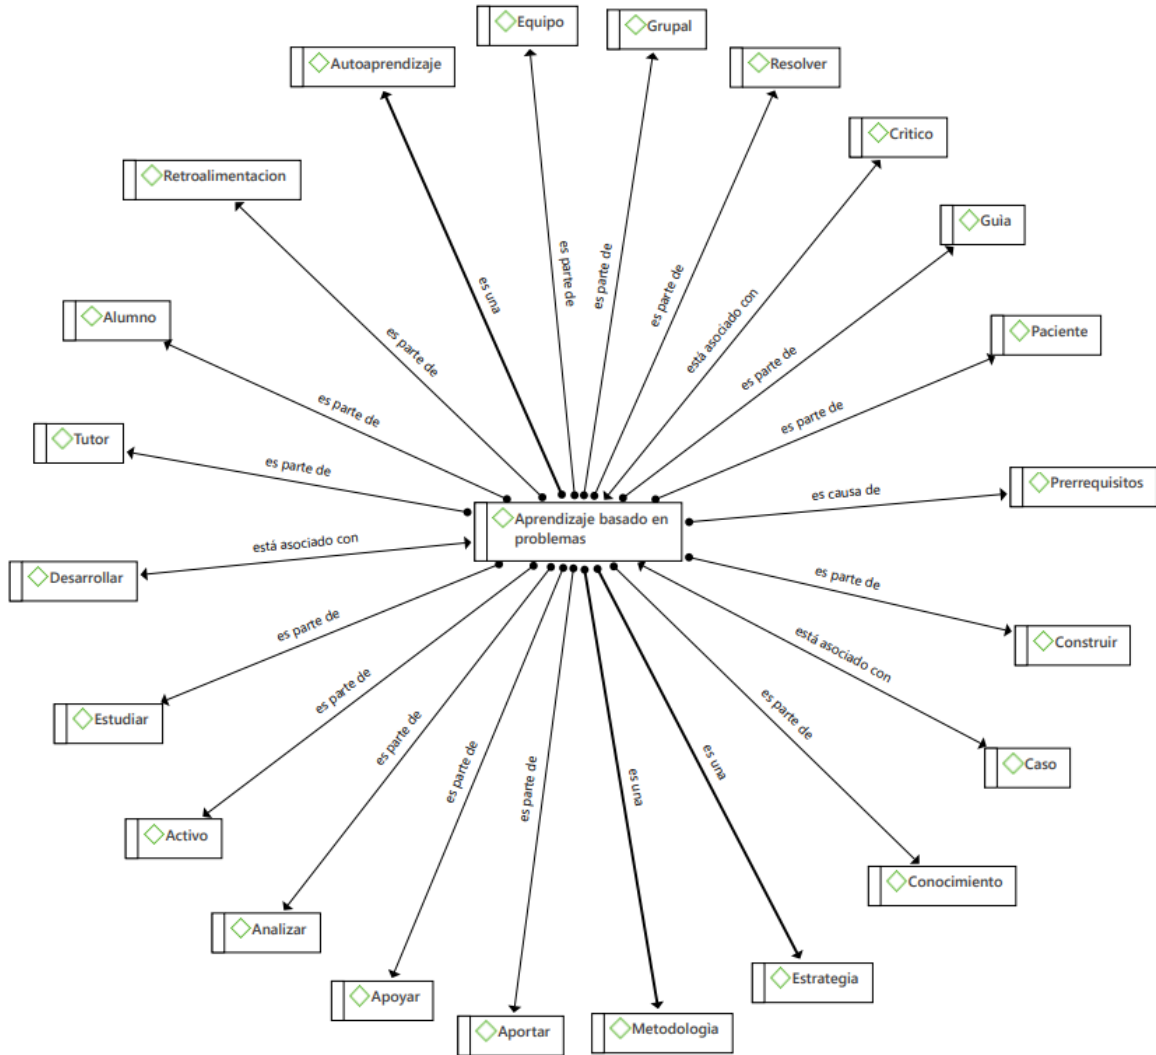 Equipo
Grupal
Autoaprendizaje
Resolver
Critico
Retroalimentacion
Guìa
es parte de
es parte de
es parte de
es una
está asociado con
es parte de
es parte de
Alumno
Paciente
es parte de
es parte de
Tutor
es parte de
Prerrequisitos
es causa de
Aprendizaje basado en
problemas
está asociado con
Desarrollar
es parte de
es parte de
Construir
está asociado con
es parte de
es parte de
Estudiar
es parte de
es parte de
es parte de
es una
es una
Caso
Activo
Conocimiento
Analizar
Estrategia
Apoyar
Aportar
Metodologìa